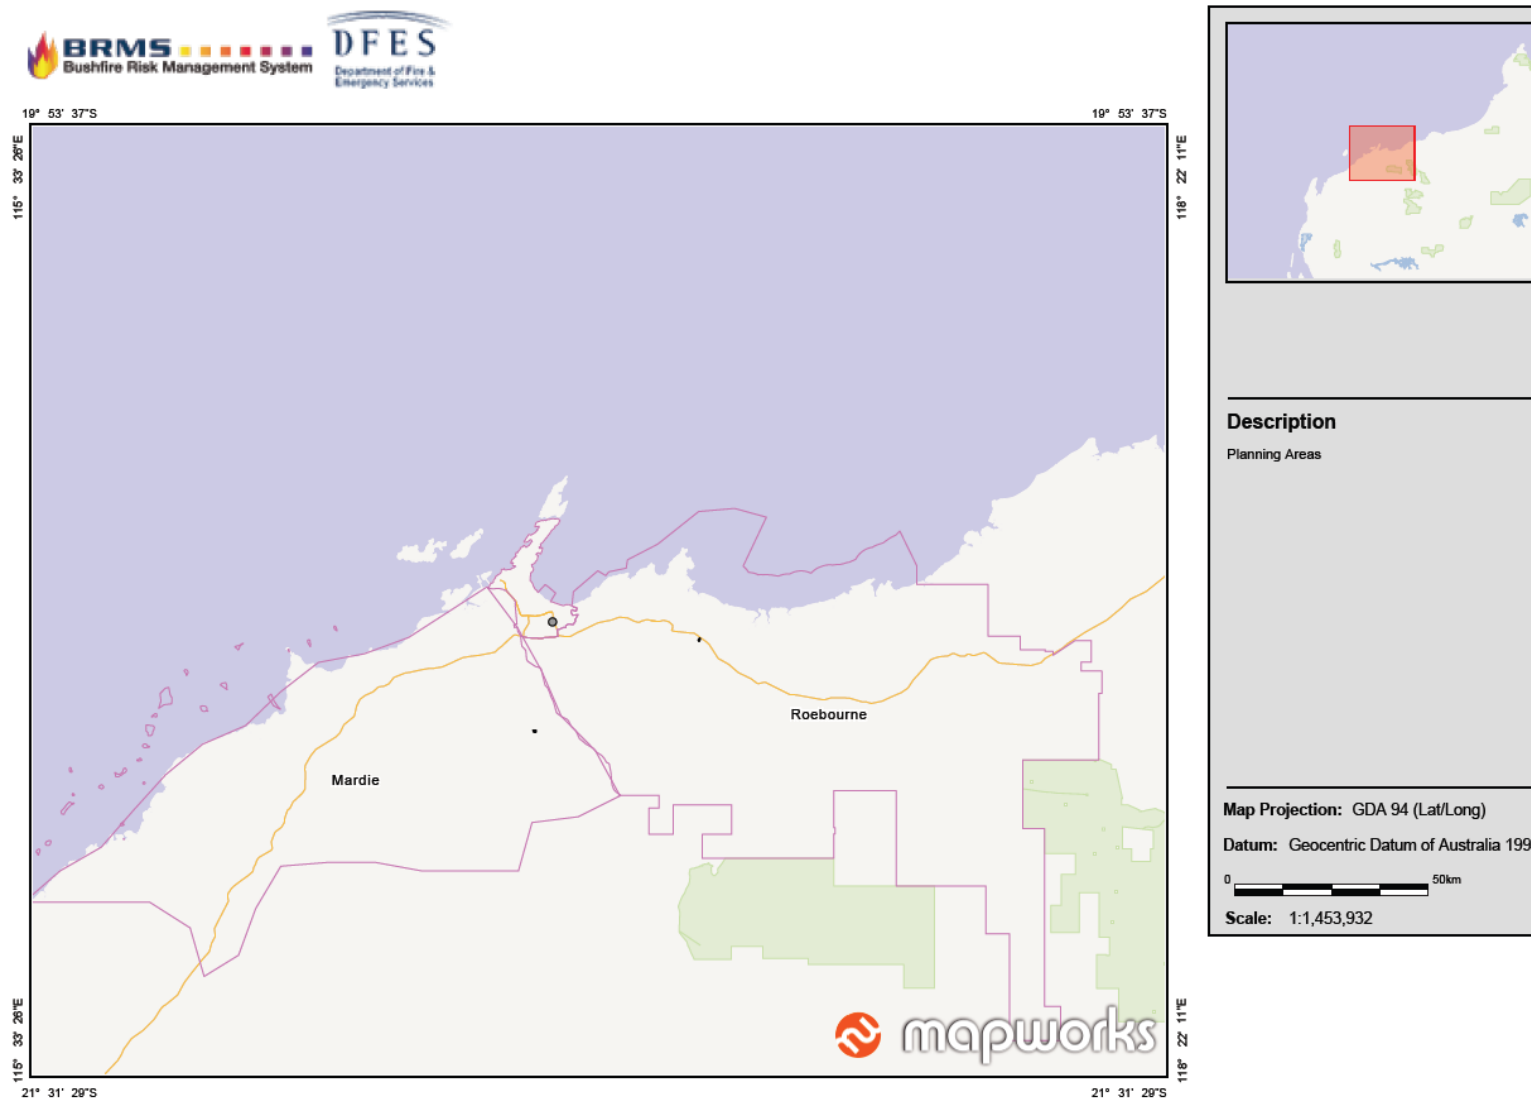 BRMS
Bushfire Risk Management System
DFES
Department of Fire &
Emergency Services
19° 53' 37"S
19° 53' 37"S
115° 33' 26"E
118° 22' 11"E
Roebourne
Mardie
mapworks
115° 33' 26"E
118° 22' 11"E
21° 31' 29"S
21° 31' 29"S
Description
Planning Areas
Map Projection: GDA 94 (Lat/Long)
Datum: Geocentric Datum of Australia 199
0 50km
Scale: 1:1,453,932